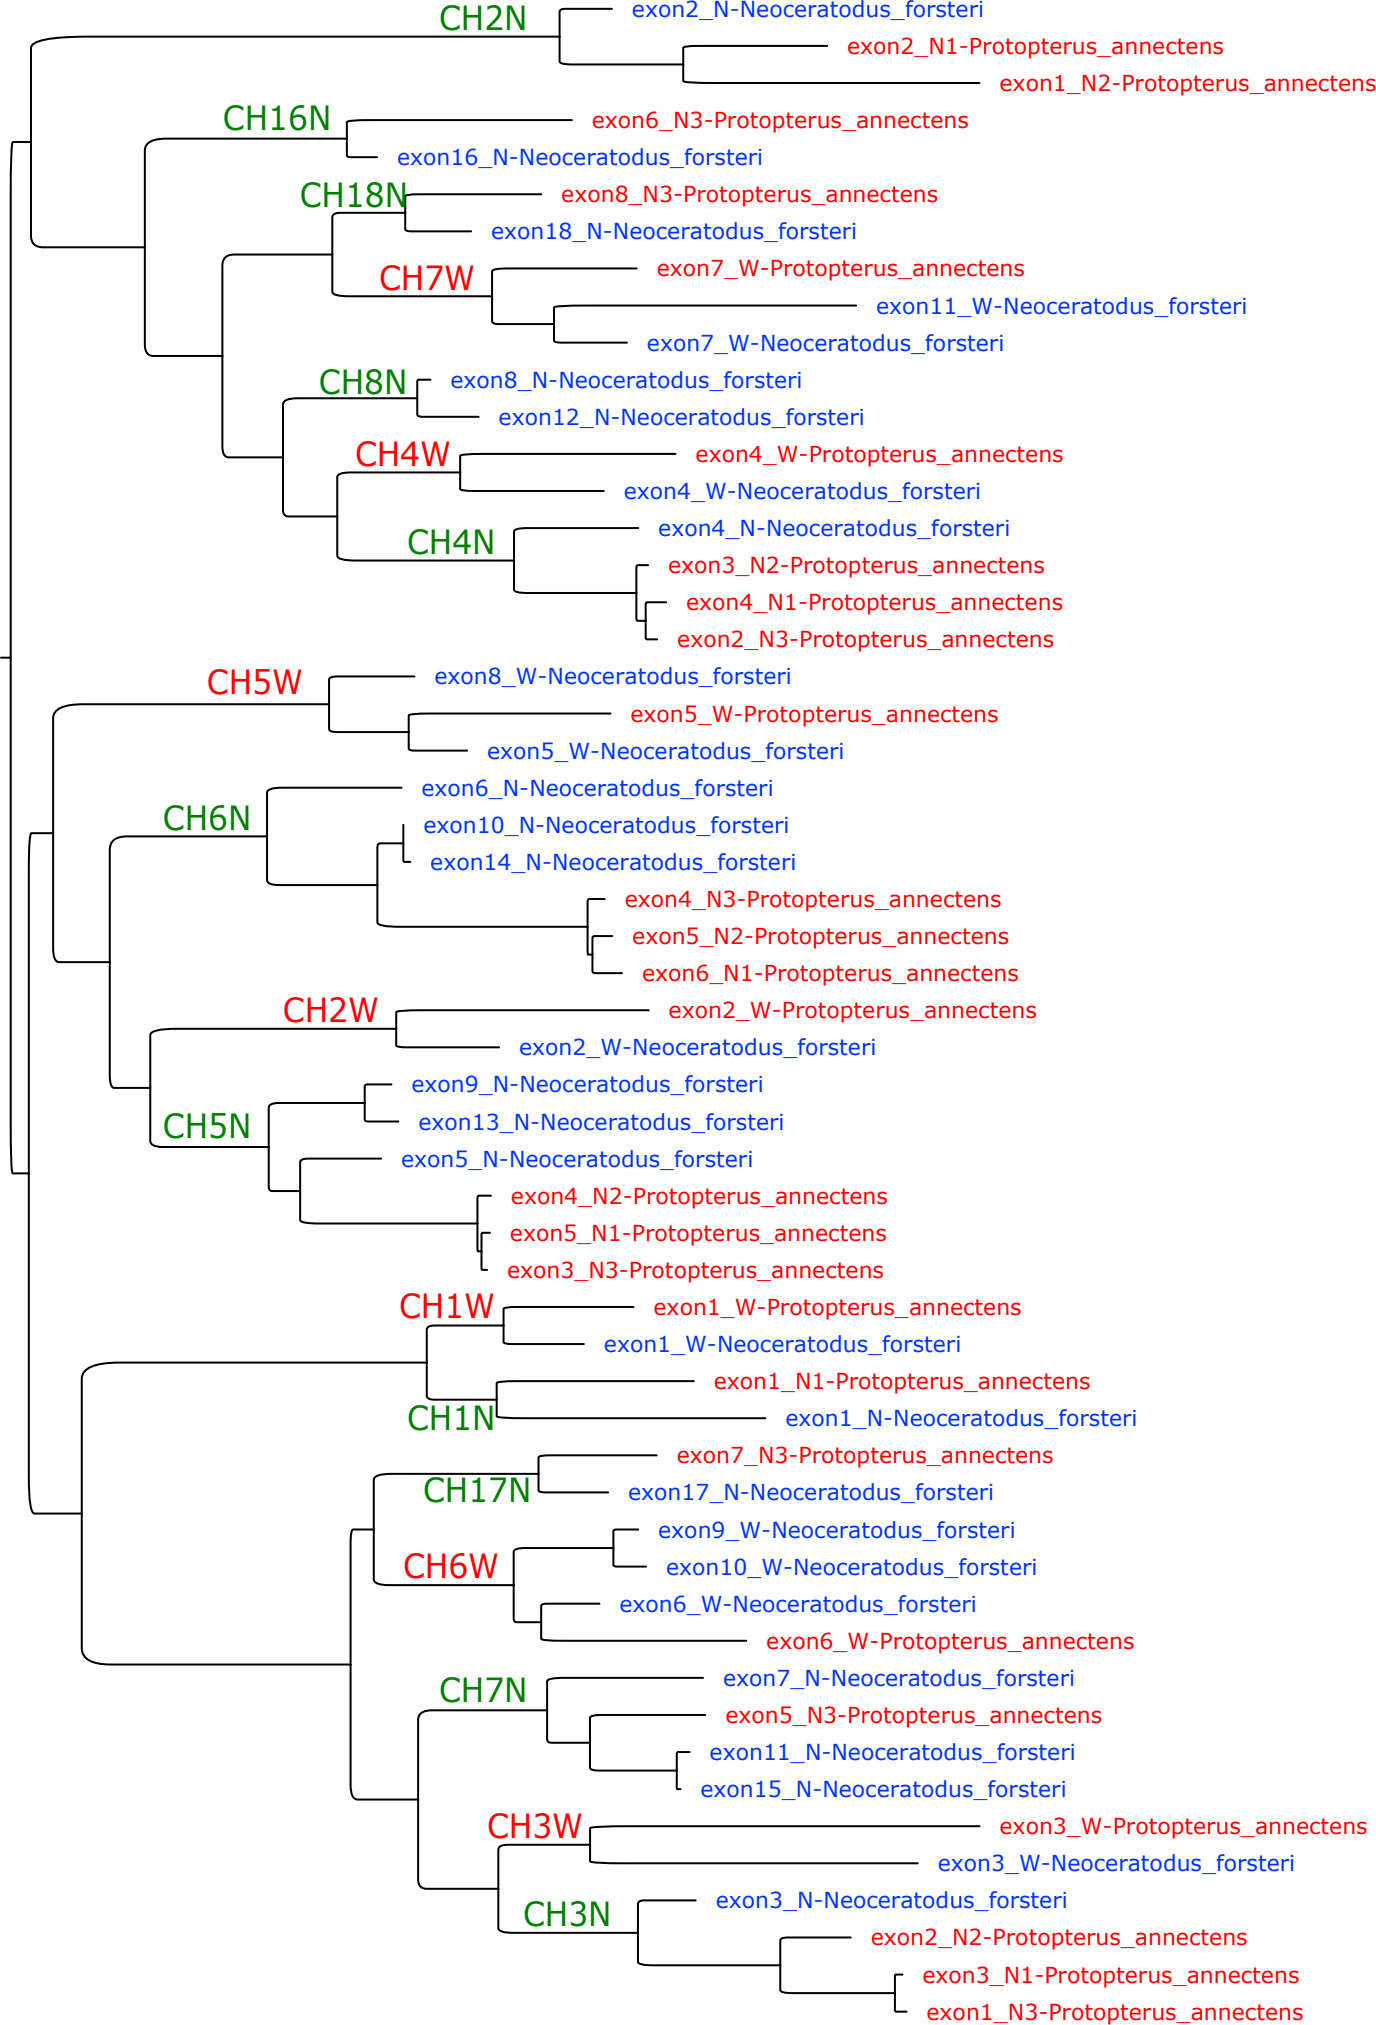 exon2_N-Neoceratodus_forsteri
CH2N
exon2_N1-Protopterus_annectens
exon1_N2-Protopterus_annectens
CH16N
exon6_N3-Protopterus_annectens
exon16_N-Neoceratodus_forsteri
CH18N
exon8_N3-Protopterus_annectens
exon18_N-Neoceratodus_forsteri
CH7W
exon7_W-Protopterus_annectens
exon11_W-Neoceratodus_forsteri
exon7_W-Neoceratodus_forsteri
CH8N
exon8_N-Neoceratodus_forsteri
exon12_N-Neoceratodus_forsteri
CH4W
exon4_W-Protopterus_annectens
exon4_W-Neoceratodus_forsteri
exon4_N-Neoceratodus_forsteri
CH4N
exon3_N2-Protopterus_annectens
exon4_N1-Protopterus_annectens
exon2_N3-Protopterus_annectens
CH5W
exon8_W-Neoceratodus_forsteri
exon5_W-Protopterus_annectens
exon5_W-Neoceratodus_forsteri
exon6_N-Neoceratodus_forsteri
CH6N
exon10_N-Neoceratodus_forsteri
exon14_N-Neoceratodus_forsteri
exon4_N3-Protopterus_annectens
exon5_N2-Protopterus_annectens
exon6_N1-Protopterus_annectens
CH2W
exon2_W-Protopterus_annectens
exon2_W-Neoceratodus_forsteri
exon9_N-Neoceratodus_forsteri
CH5N
exon13_N-Neoceratodus_forsteri
exon5_N-Neoceratodus_forsteri
exon4_N2-Protopterus_annectens
exon5_N1-Protopterus_annectens
exon3_N3-Protopterus_annectens
CH1W
exon1_W-Protopterus_annectens
exon1_W-Neoceratodus_forsteri
exon1_N1-Protopterus_annectens
CH1N
exon1_N-Neoceratodus_forsteri
exon7_N3-Protopterus_annectens
CH17N
exon17_N-Neoceratodus_forsteri
exon9_W-Neoceratodus_forsteri
CH6W
exon10_W-Neoceratodus_forsteri
exon6_W-Neoceratodus_forsteri
exon6_W-Protopterus_annectens
CH7N
exon7_N-Neoceratodus_forsteri
exon5_N3-Protopterus_annectens
exon11_N-Neoceratodus_forsteri
exon15_N-Neoceratodus_forsteri
CH3W
exon3_W-Protopterus_annectens
exon3_W-Neoceratodus_forsteri
exon3_N-Neoceratodus_forsteri
CH3N
exon2_N2-Protopterus_annectens
exon3_N1-Protopterus_annectens
exon1_N3-Protopterus_annectens